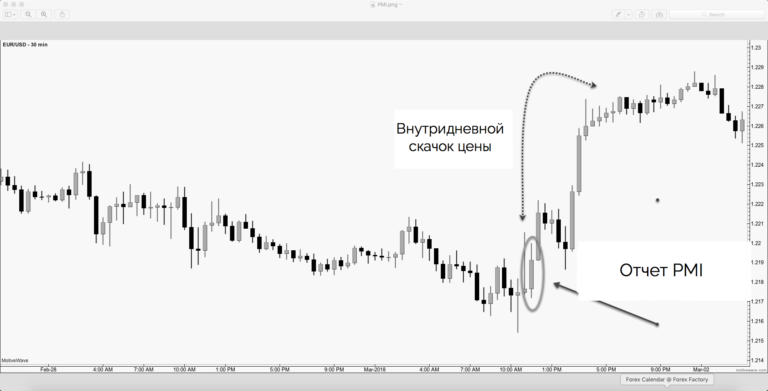 PMI.png
Search
EUR/USD - 30 min
1.23
1.229
1.228
1.227
1.226
1.225
1.224
1.223
1.222
1.221
1.22
1.219
1.218
1.217
1.216
1.215
1.214
Внутридневной
скачок цены
Отчет PMI
MotiveWave
Feb-28 4:00 AM 7:00 AM 10:00 AM 1:00 PM 5:00 PM 9:00 PM Mar-2018 4:00 AM 7:00 AM 10:00 AM 1:00 PM 5:00 PM 9:00 PM Mar-02
Forex Calendar @ Forex Factory